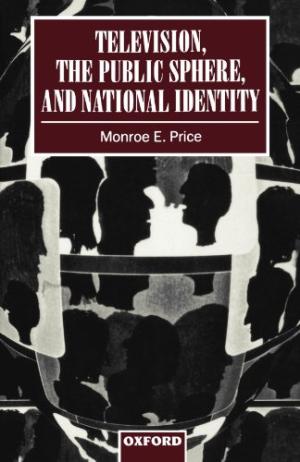 TELEVISION,
THE PUBLIC SPHERE,
AND NATIONAL IDENTITY
Monroe E. Price
OXFORD